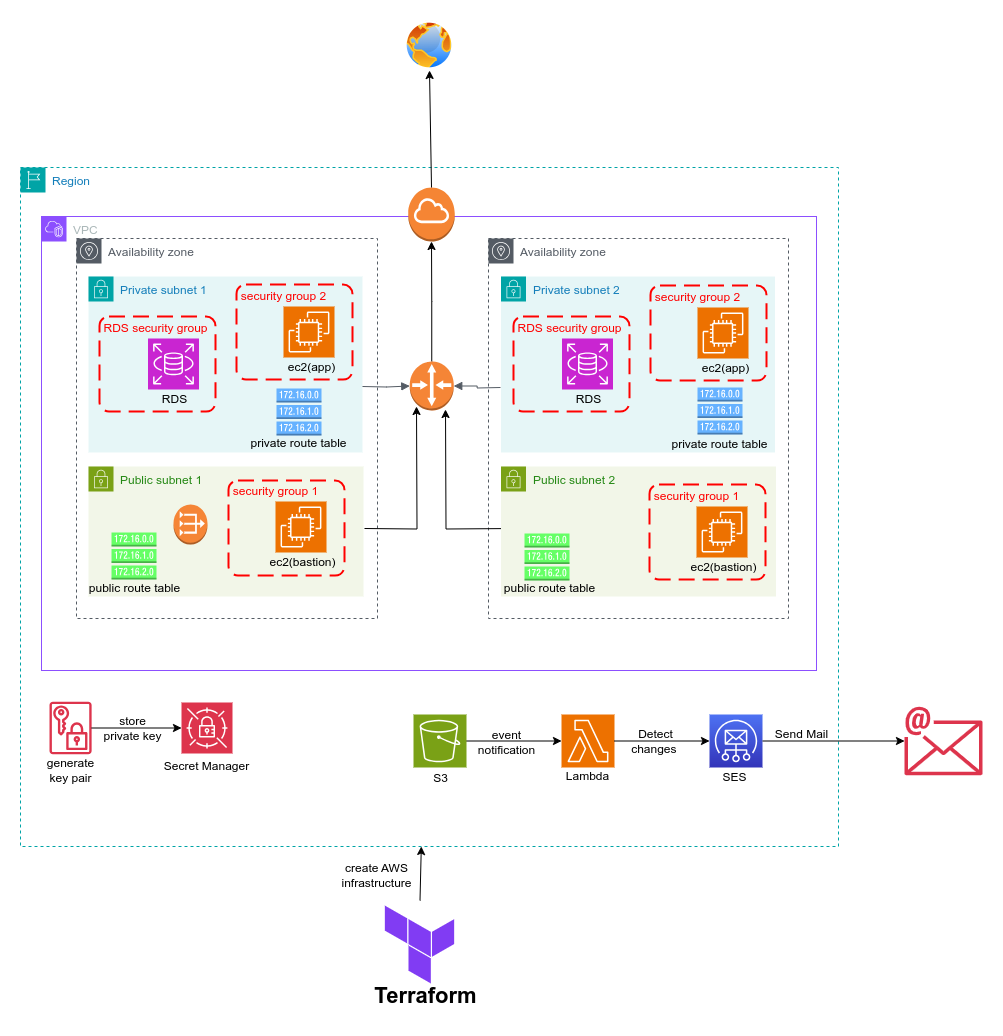 Region
VPC
Availability zone
Availability zone
Private subnet 1
security group 2
RDS security group
ec2(app)
RDS
172.16.0.0
172.16.1.0
172.16.2.0
private route table
Private subnet 2
security group 2
RDS security group
ec2(app)
RDS
172.16.0.0
172.16.1.0
172.16.2.0
private route table
Public subnet 1
security group 1
172.16.0.0
172.16.1.0
172.16.2.0
ec2(bastion)
public route table
Public subnet 2
security group 1
172.16.0.0
172.16.1.0
172.16.2.0
ec2(bastion)
public route table
generate
key pair
store
private key
Secret Manager
S3
event
notification
Lambda
Detect
changes
SES
Send Mail
@
create AWS
infrastructure
Terraform